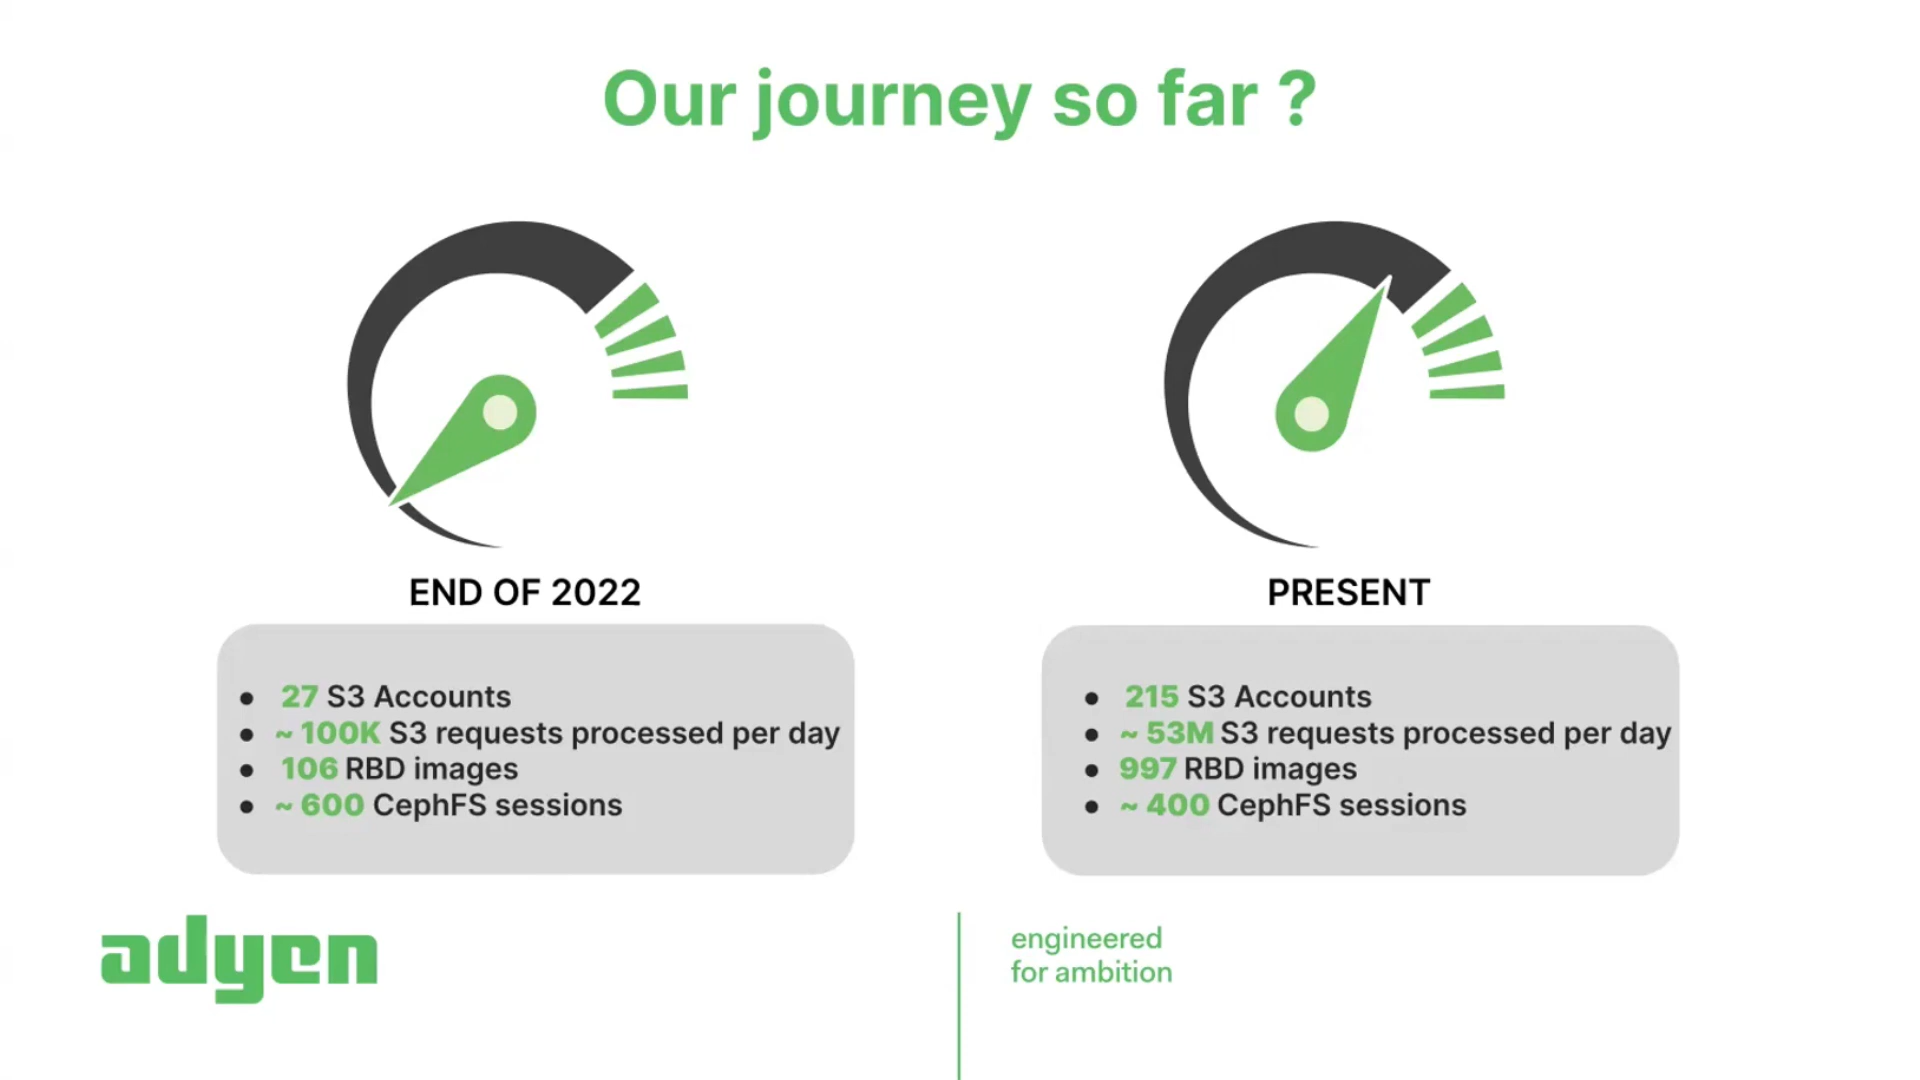 Our journey so far ?
END OF 2022
● 27 S3 Accounts
● ~ 100K S3 requests processed per day
● 106 RBD images
● ~ 600 CephFS sessions
PRESENT
● 215 S3 Accounts
● ~ 53M S3 requests processed per day
● 997 RBD images
● ~ 400 CephFS sessions
adyen
engineered
for ambition